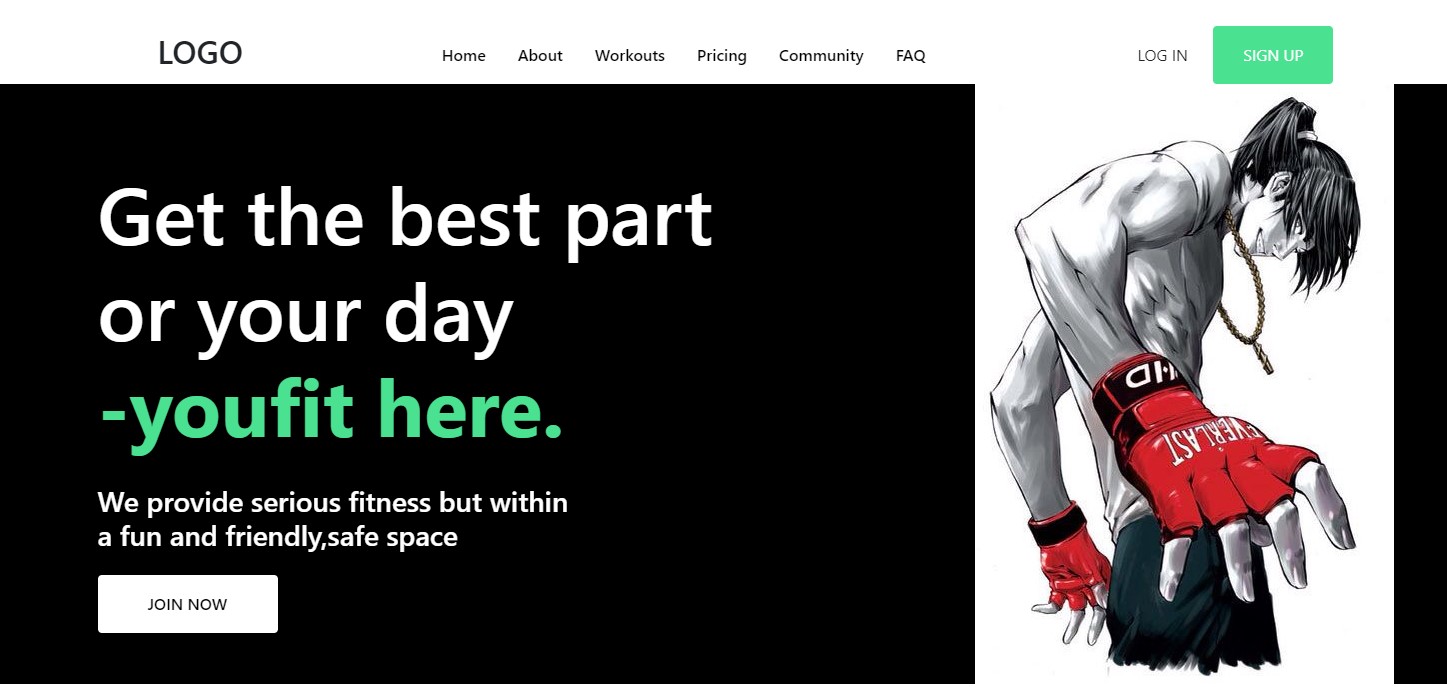 LOGO
Home About Workouts Pricing Community FAQ
LOG IN
SIGN UP
Get the best part
or your day
-youfit here.
We provide serious fitness but within
a fun and friendly,safe space
JOIN NOW
EVERLAST